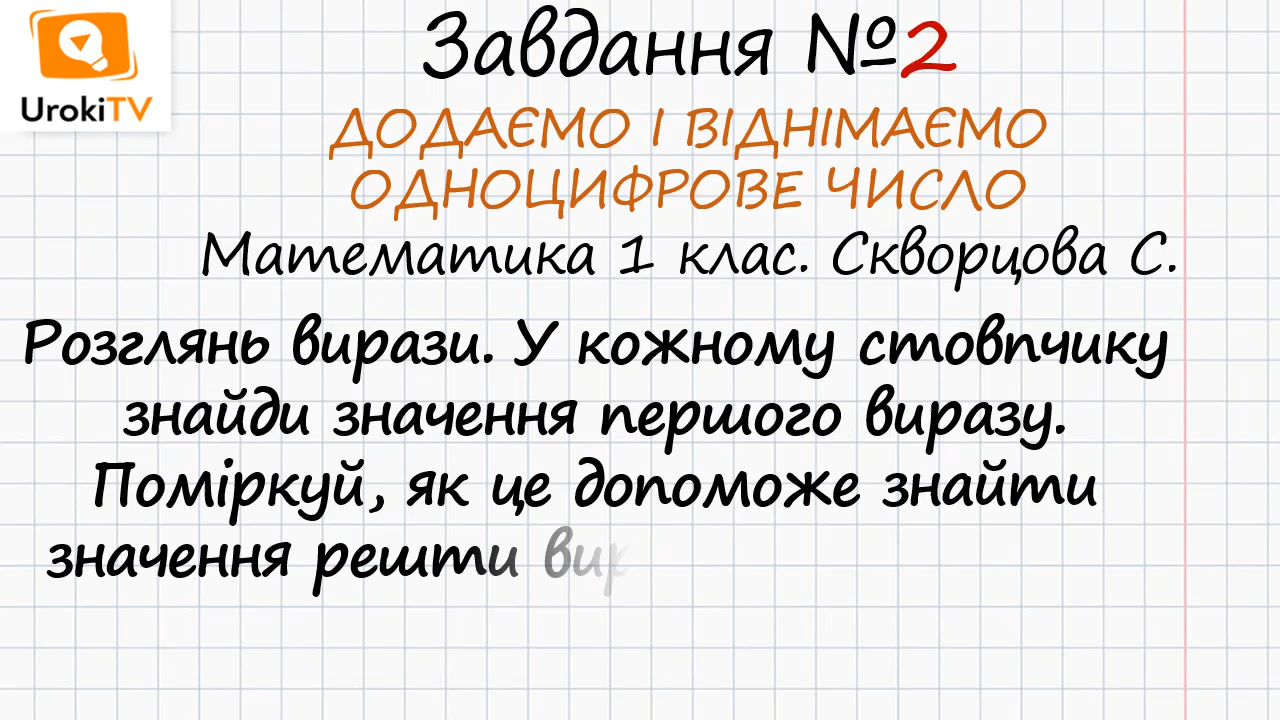 UrokiTV
Завдання №2
ДОДАЄМО І ВІДНІМАЄМО
ОДНОЦИФРОВЕ ЧИСЛО
Математика 1 клас. Скворцова С.
Розглянь вирази. У кожному стовпчику
знайди значення першого виразу.
Поміркуй, як це допоможе знайти
значення решти